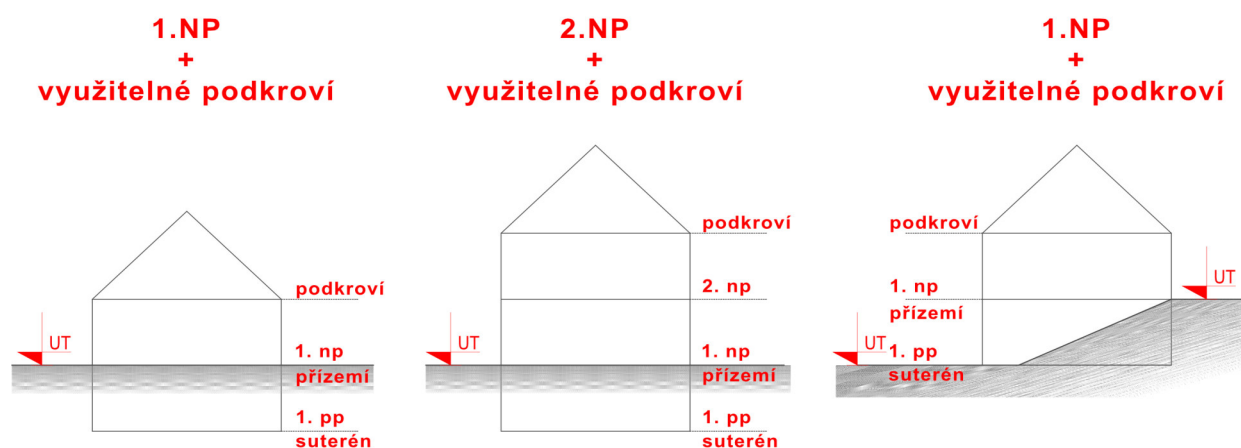 1.NP
+
využitelné podkroví
podkroví
UT
1. np
přízemí
1. pp
suterén
2.NP
+
využitelné podkroví
podkroví
2. np
UT
1. np
přízemí
1. pp
suterén
1.NP
+
využitelné podkroví
podkroví
1. np
UT
přízemí
UT
1. pp
suterén